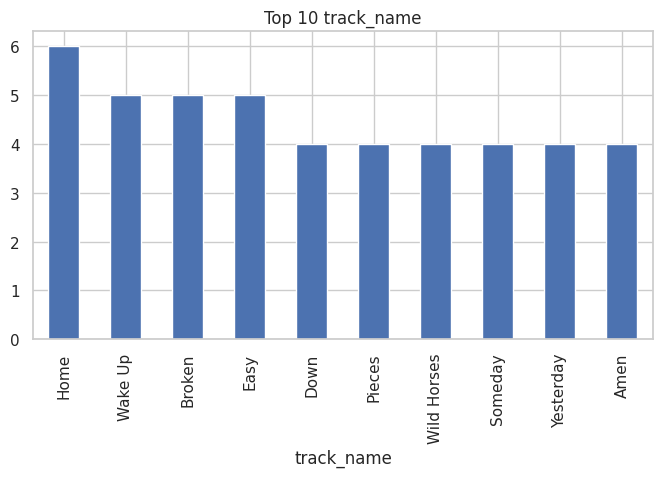 Top 10 track_name
6
5
4
3
2
1
0
Home
Wake Up
Broken
Easy
Down
Pieces
Wild Horses
Someday
Yesterday
Amen
track_name